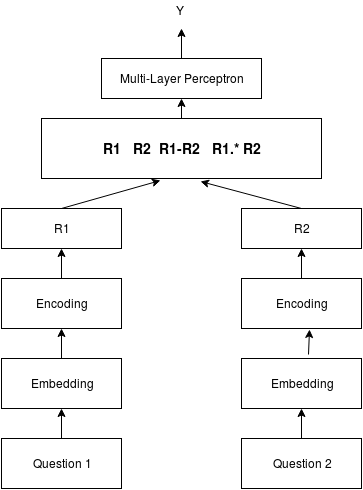 Y
Multi-Layer Perceptron
R1 R2 R1-R2 R1.* R2
R1 R2
Encoding Encoding
Embedding Embedding
Question 1 Question 2